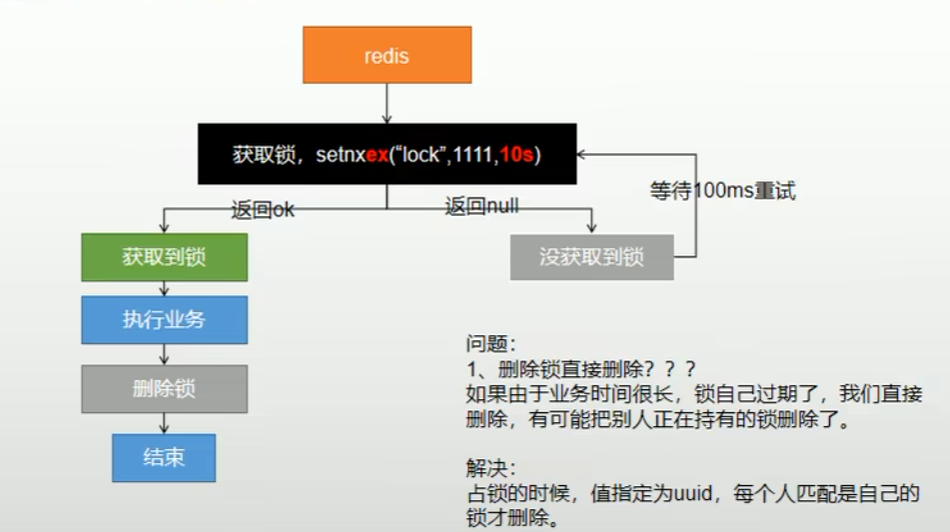 redis
获取锁，setnxex(“lock”,1111,10s)
等待100ms重试
返回ok
返回null
获取到锁
没获取到锁
执行业务
删除锁
结束
问题：
1、删除锁直接删除？？？
如果由于业务时间很长，锁自己过期了，我们直接
删除，有可能把别人正在持有的锁删除了。
解决：
占锁的时候，值指定为uuid，每个人匹配是自己的
锁才删除。